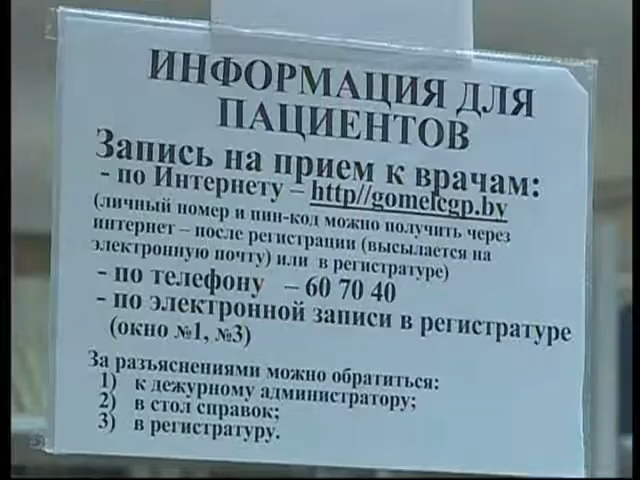 ИНФОРМАЦИЯ ДЛЯ
ПАЦИЕНТОВ
Запись на прием к врачам:
- по Интернету – http//gomelcgp.by
(личный номер и пин-код можно получить через
интернет – после регистрации (высылается на
электронную почту) или в регистратуре)
- по телефону – 60 70 40
- по электронной записи в регистратуре
(окно №1, №3)
За разъяснениями можно обратиться:
1) к дежурному администратору;
2) в стол справок;
3) в регистратуру.